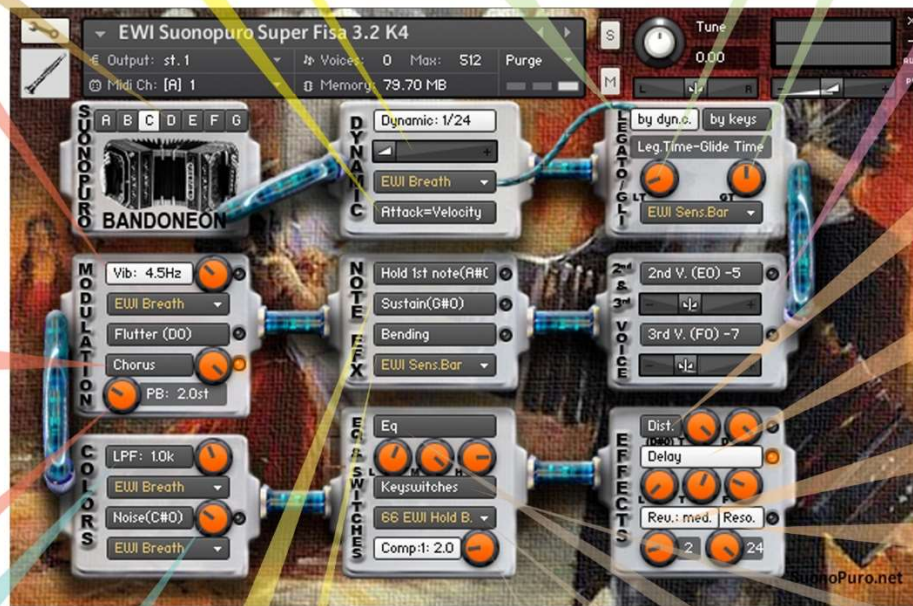 EWI Suonopuro Super Fisa 3.2 K4
Output: st. 1
Voices: 0 Max: 512
Purge
Midi Ch: [A] 1
Memory: 79.70 MB
S
M
Tune
0.00
L R
SUONOPURO
A B C D E F G
BANDONEON
DYNAMIC
Dynamic: 1/24
- +
EWI Breath
Attack=Velocity
LEGATO/GLI
by dyn.c. by keys
Leg.Time-Glide Time
LT GT
EWI Sens.Bar
MODULATION
Vib: 4.5Hz
EWI Breath
Flutter (D0)
Chorus
PB: 2.0st
NOTE EFX
Hold 1st note(A#(
Sustain(G#0)
Bending
EWI Sens.Bar
2nd & 3rd VOICE
2nd V. (E0) -5
3rd V. (F0) -7
COLORS
LPF: 1.0k
EWI Breath
Noise(C#0)
EWI Breath
EQ & SWITCHES
Eq
L M H
Keyswitches
66 EWI Hold B.
Comp:1: 2.0
EFFECTS
Dist.
(D#0) T D
Delay
L T F
Rev.: med. Reso.
2 24
SuonoPuro.net